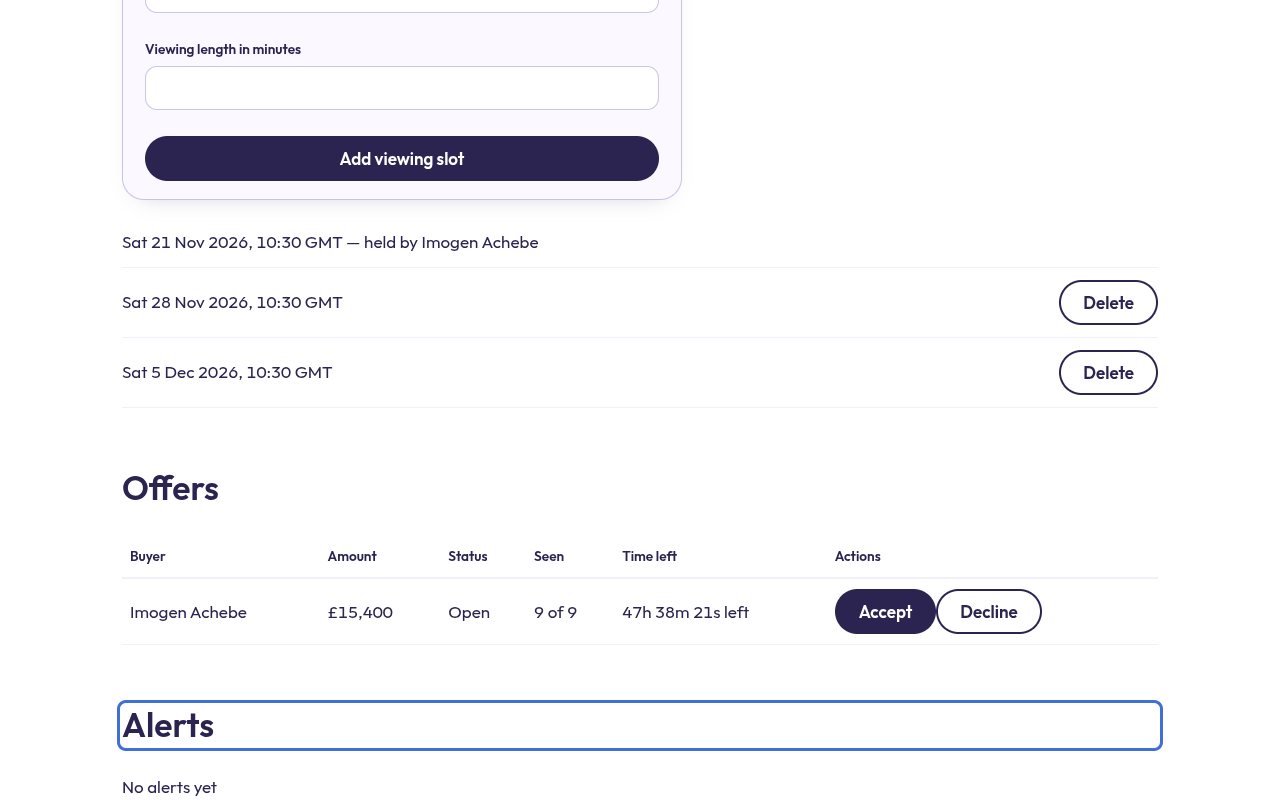 Viewing length in minutes
Add viewing slot
Sat 21 Nov 2026, 10:30 GMT — held by Imogen Achebe
Sat 28 Nov 2026, 10:30 GMT Delete
Sat 5 Dec 2026, 10:30 GMT Delete
Offers
Buyer Amount Status Seen Time left Actions
Imogen Achebe £15,400 Open 9 of 9 47h 38m 21s left Accept Decline
Alerts
No alerts yet